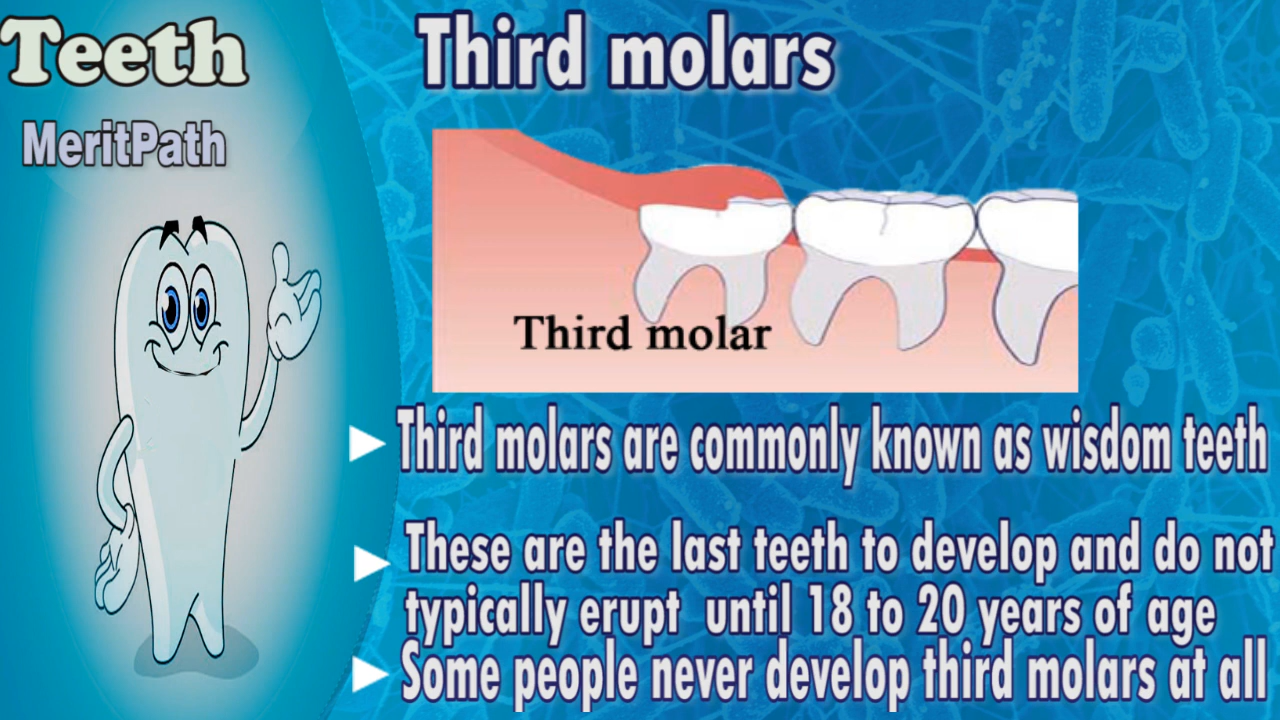 Teeth
MeritPath
Third molars
Third molar
Third molars are commonly known as wisdom teeth
These are the last teeth to develop and do not
typically erupt until 18 to 20 years of age
Some people never develop third molars at all